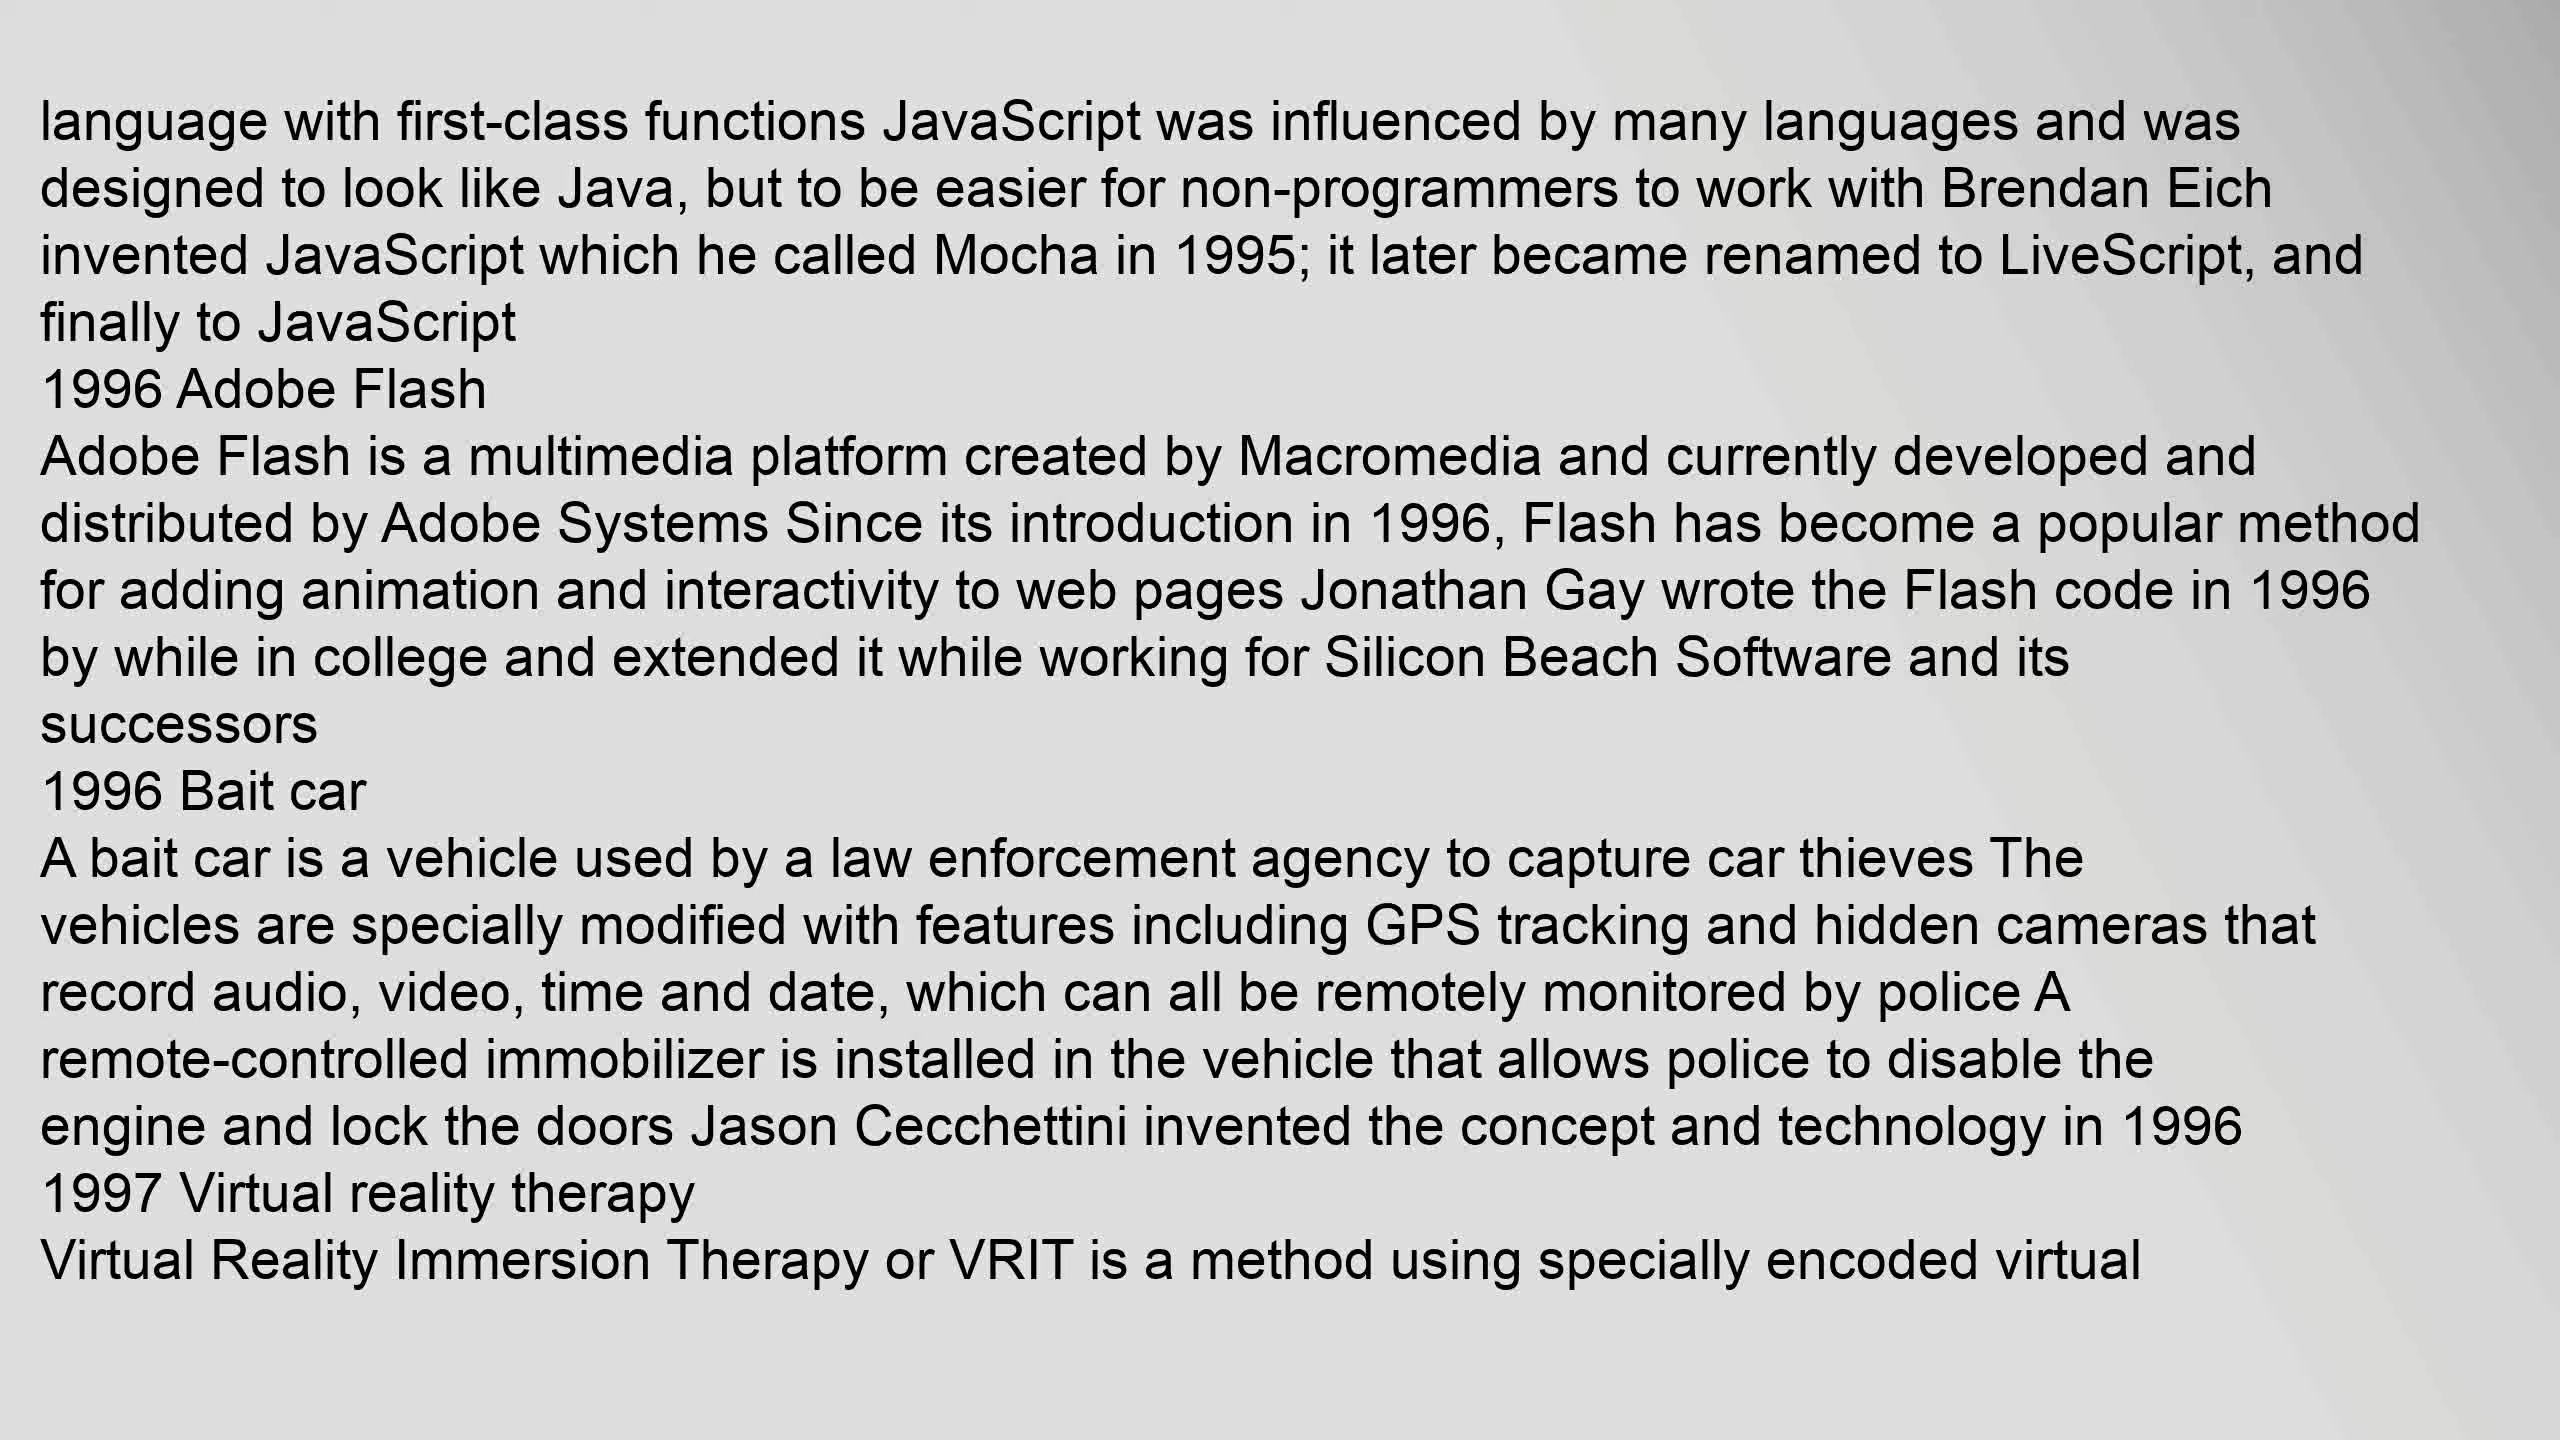 language with first-class functions JavaScript was influenced by many languages and was
designed to look like Java, but to be easier for non-programmers to work with Brendan Eich
invented JavaScript which he called Mocha in 1995; it later became renamed to LiveScript, and
finally to JavaScript
1996 Adobe Flash
Adobe Flash is a multimedia platform created by Macromedia and currently developed and
distributed by Adobe Systems Since its introduction in 1996, Flash has become a popular method
for adding animation and interactivity to web pages Jonathan Gay wrote the Flash code in 1996
by while in college and extended it while working for Silicon Beach Software and its
successors
1996 Bait car
A bait car is a vehicle used by a law enforcement agency to capture car thieves The
vehicles are specially modified with features including GPS tracking and hidden cameras that
record audio, video, time and date, which can all be remotely monitored by police A
remote-controlled immobilizer is installed in the vehicle that allows police to disable the
engine and lock the doors Jason Cecchettini invented the concept and technology in 1996
1997 Virtual reality therapy
Virtual Reality Immersion Therapy or VRIT is a method using specially encoded virtual